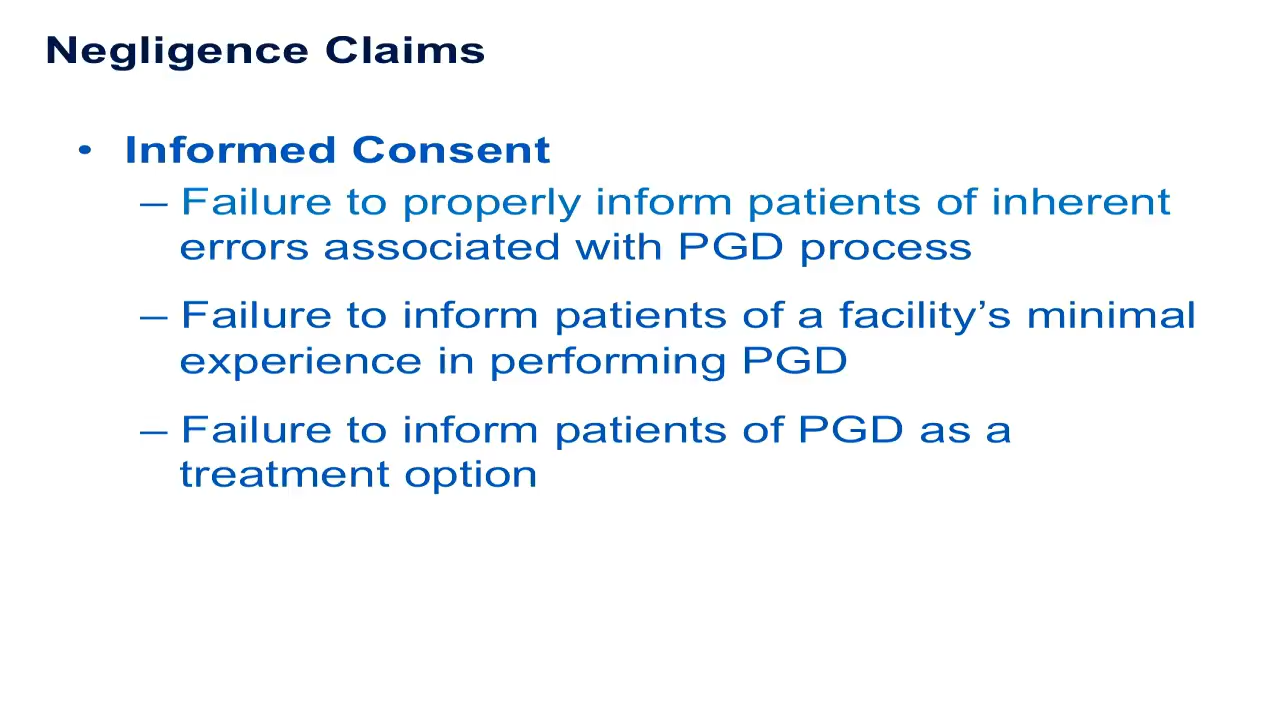 Negligence Claims
• Informed Consent
– Failure to properly inform patients of inherent
errors associated with PGD process
– Failure to inform patients of a facility’s minimal
experience in performing PGD
– Failure to inform patients of PGD as a
treatment option